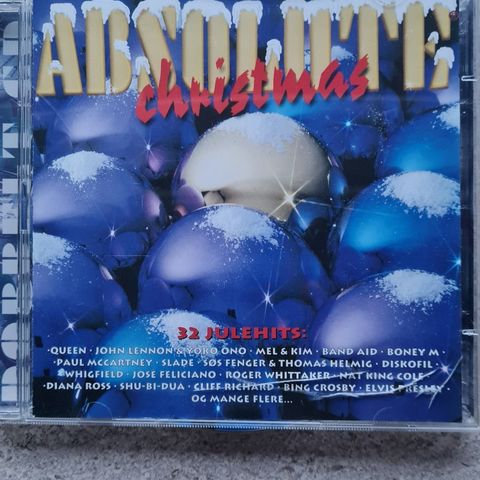 ABSOLUTE
christmas
DOBBELT CD
32 JULEHITS:
QUEEN · JOHN LENNON & YOKO ONO · MEL & KIM · BAND AID · BONEY M ·
PAUL MCCARTNEY · SLADE · SØS FENGER & THOMAS HELMIG · DISKOFIL ·
WHIGFIELD · JOSE FELICIANO · ROGER WHITTAKER · NAT KING COLE ·
DIANA ROSS · SHU-BI-DUA · CLIFF RICHARD · BING CROSBY · ELVIS PRESLEY ·
OG MANGE FLERE...